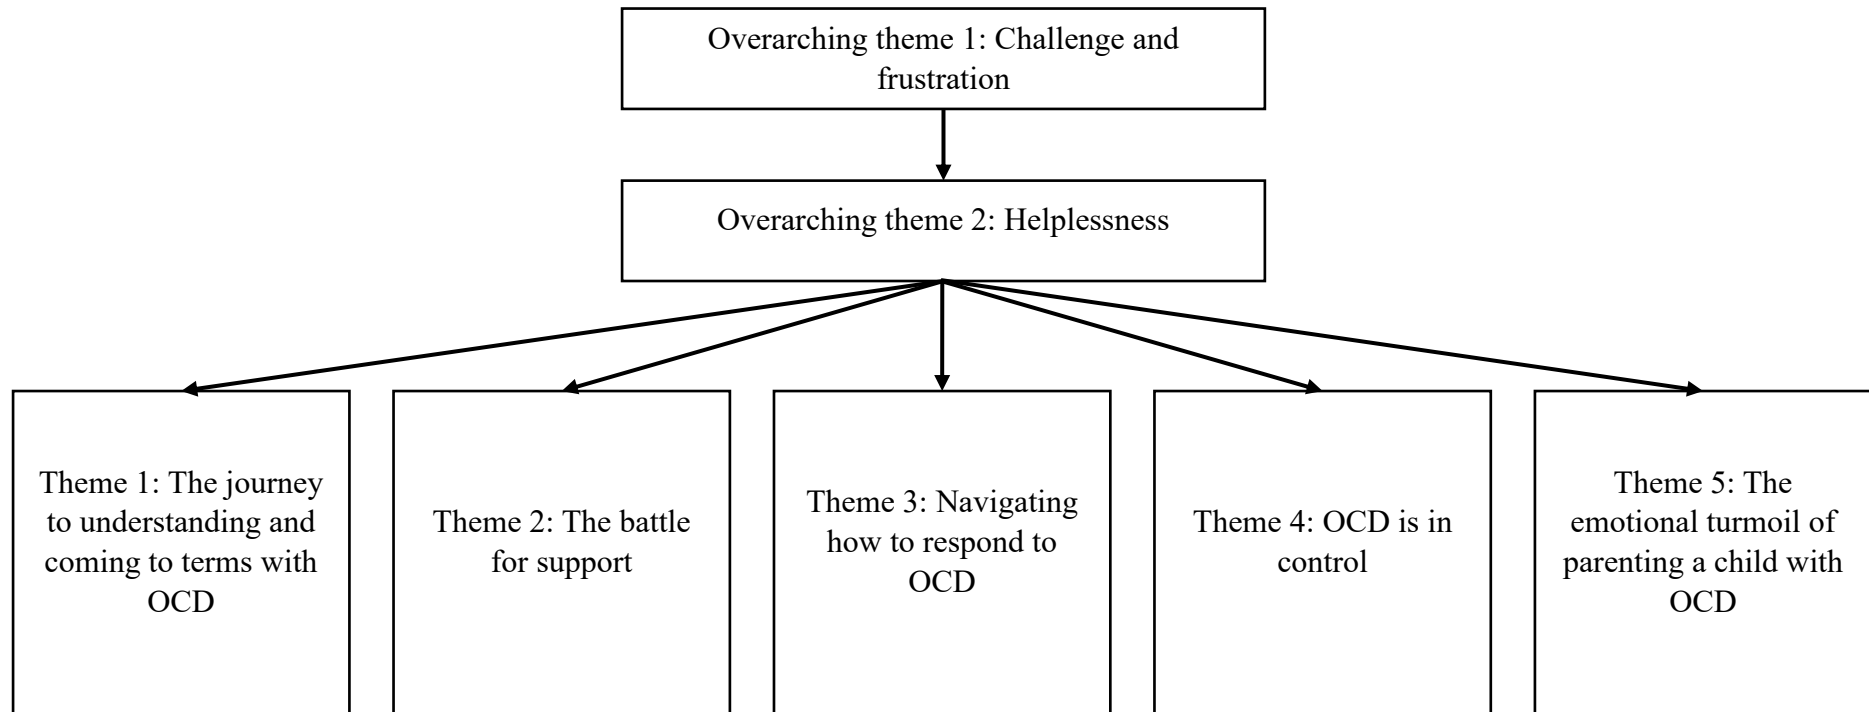 Overarching theme 1: Challenge and
frustration
Overarching theme 2: Helplessness
Theme 1: The journey
to understanding and
coming to terms with
OCD
Theme 2: The battle
for support
Theme 3: Navigating
how to respond to
OCD
Theme 4: OCD is in
control
Theme 5: The
emotional turmoil of
parenting a child with
OCD